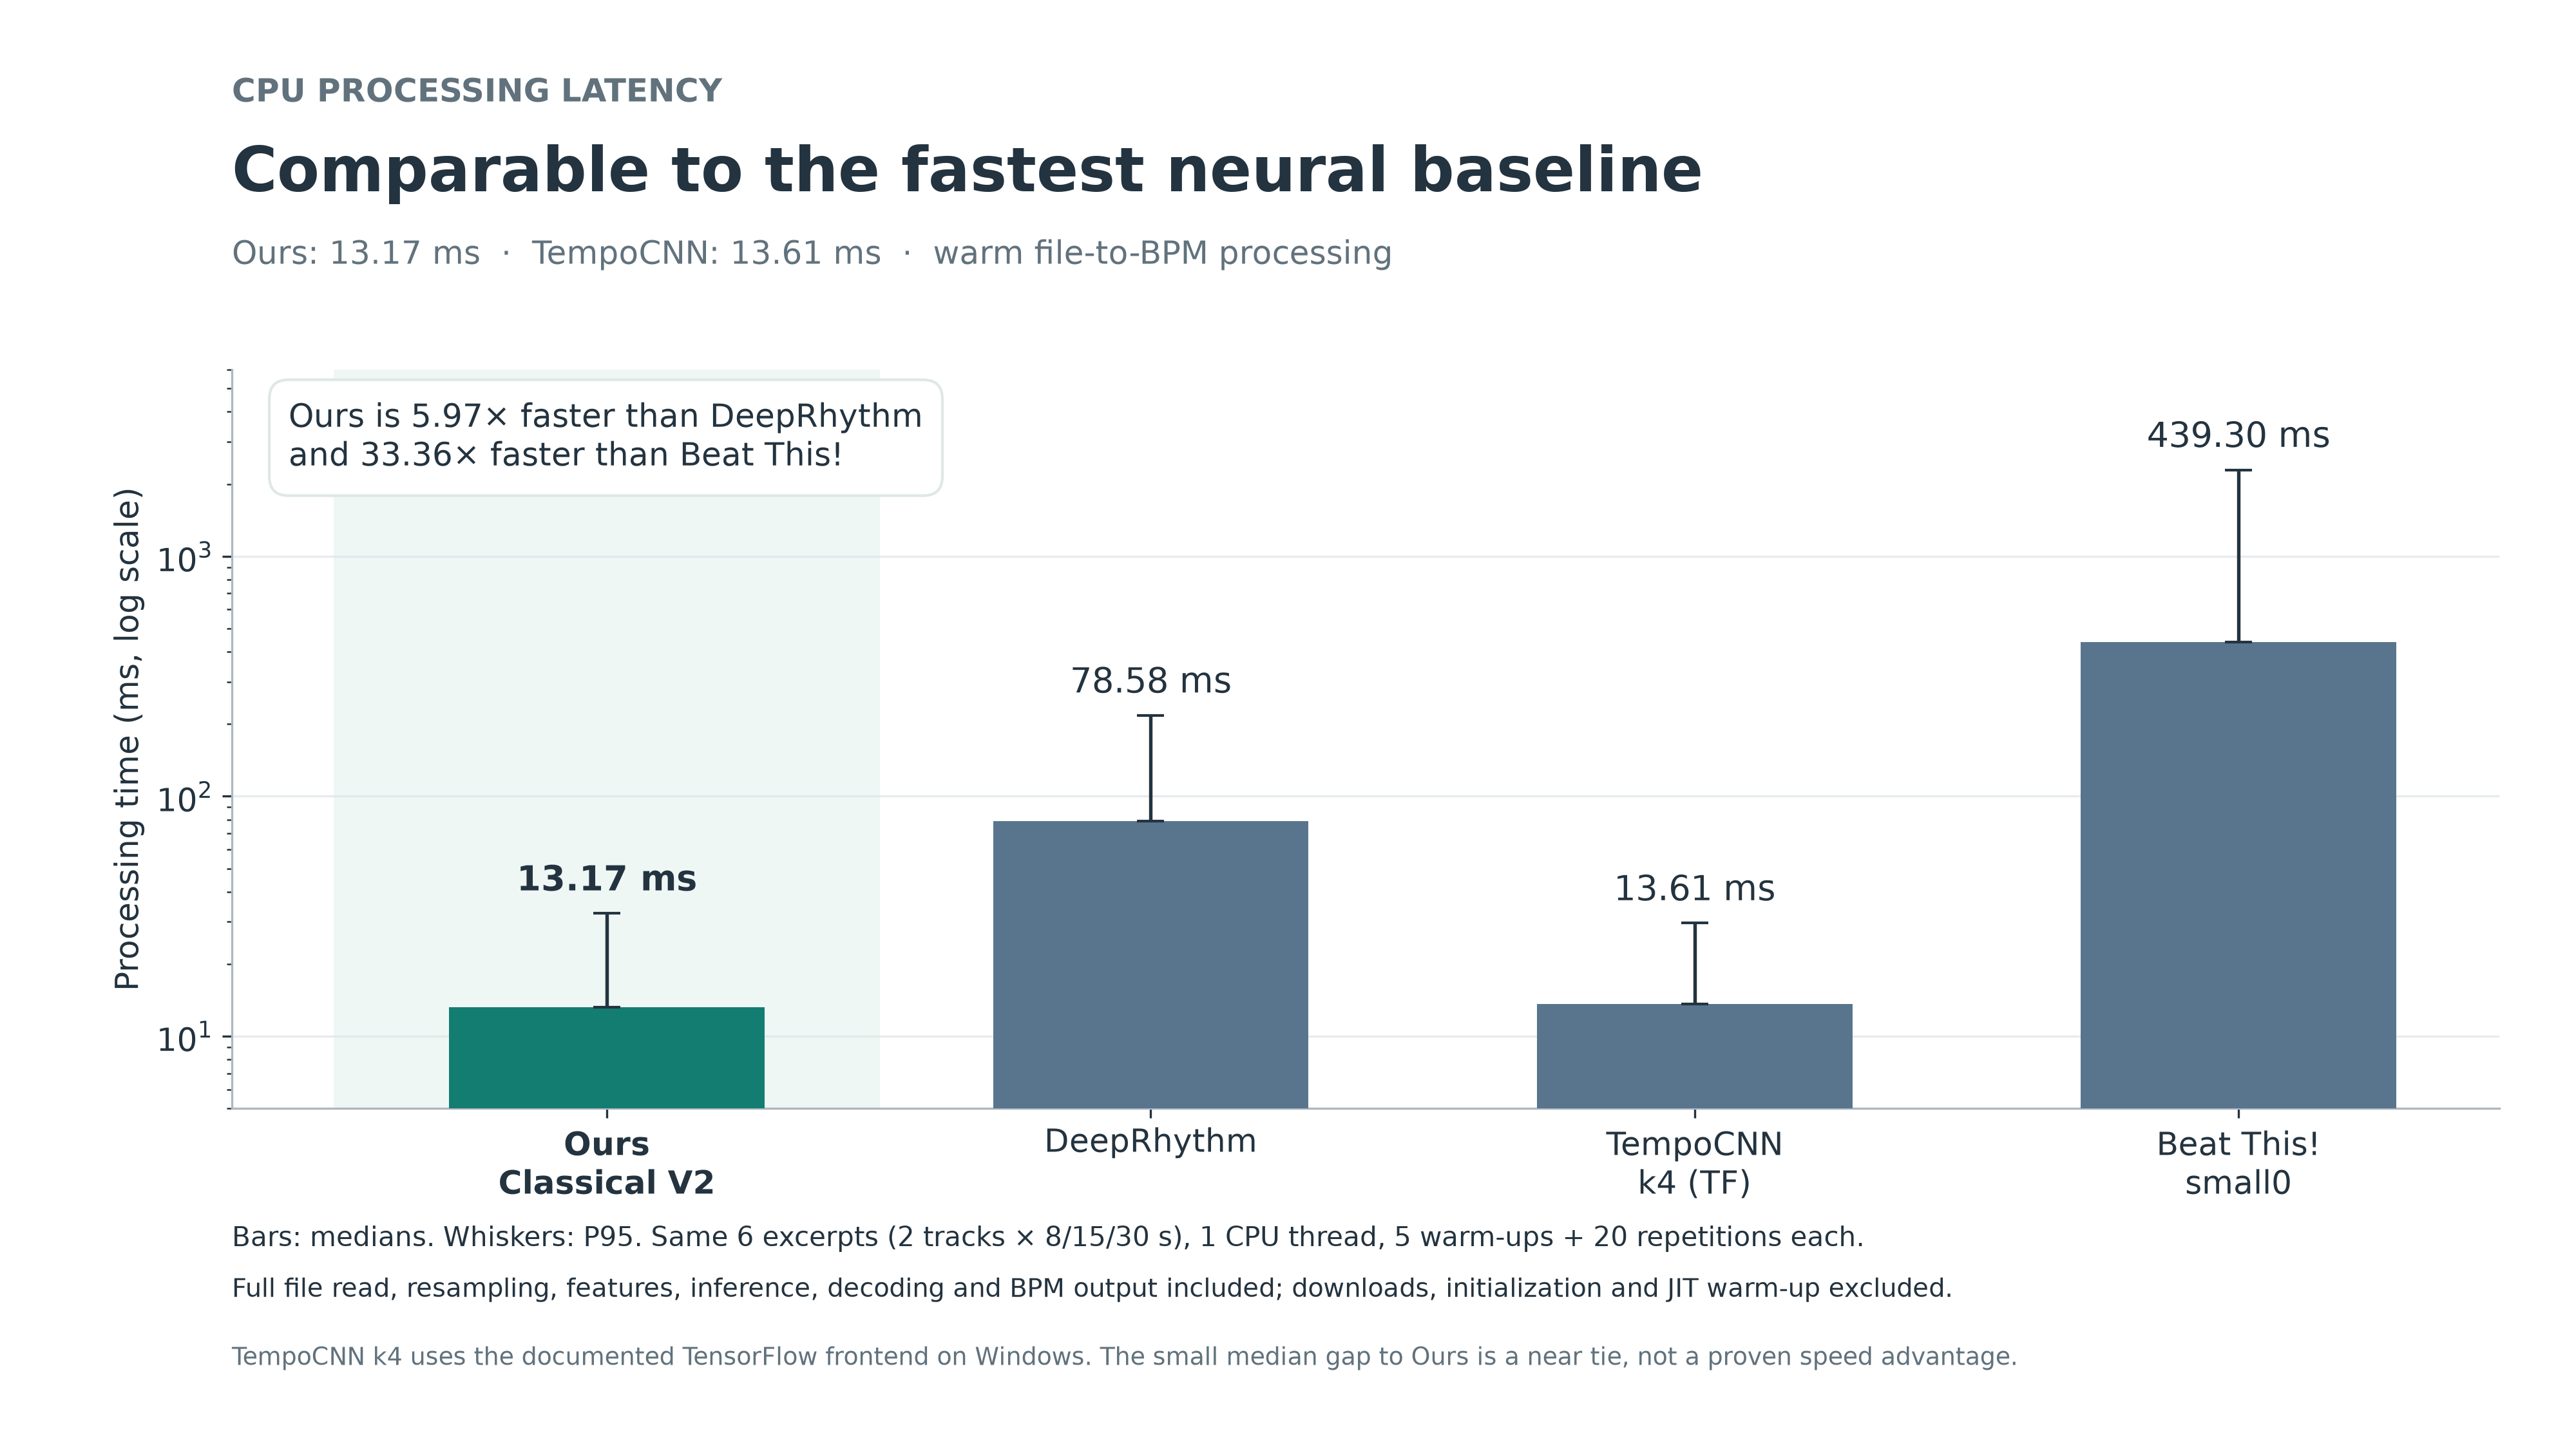 CPU PROCESSING LATENCY
Comparable to the fastest neural baseline
Ours: 13.17 ms · TempoCNN: 13.61 ms · warm file-to-BPM processing
Ours is 5.97× faster than DeepRhythm
and 33.36× faster than Beat This!
Processing time (ms, log scale)
10³
10²
10¹
13.17 ms
78.58 ms
13.61 ms
439.30 ms
Ours
Classical V2
DeepRhythm
TempoCNN
k4 (TF)
Beat This!
small0
Bars: medians. Whiskers: P95. Same 6 excerpts (2 tracks × 8/15/30 s), 1 CPU thread, 5 warm-ups + 20 repetitions each.
Full file read, resampling, features, inference, decoding and BPM output included; downloads, initialization and JIT warm-up excluded.
TempoCNN k4 uses the documented TensorFlow frontend on Windows. The small median gap to Ours is a near tie, not a proven speed advantage.